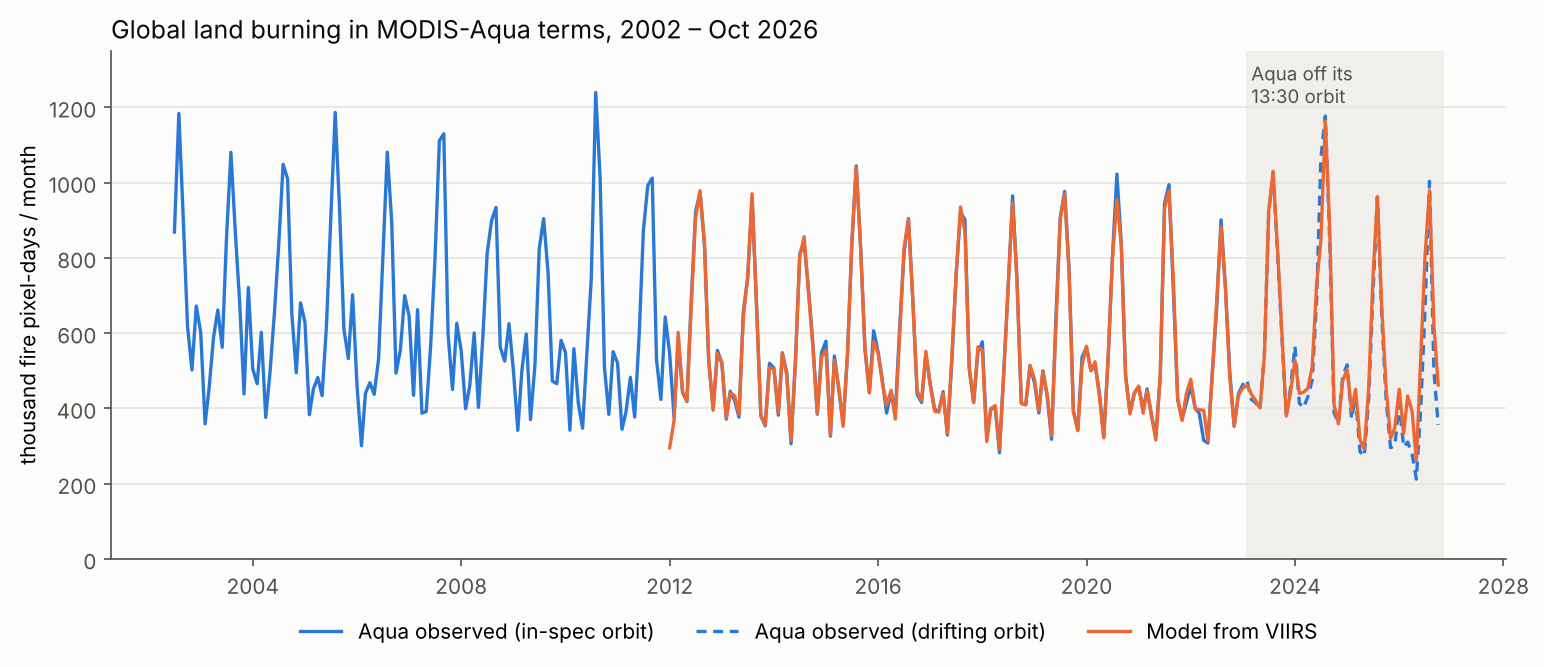 Global land burning in MODIS-Aqua terms, 2002 – Oct 2026
thousand fire pixel-days / month
1200
1000
800
600
400
200
0
Aqua off its
13:30 orbit
2004 2008 2012 2016 2020 2024 2028
Aqua observed (in-spec orbit) Aqua observed (drifting orbit) Model from VIIRS